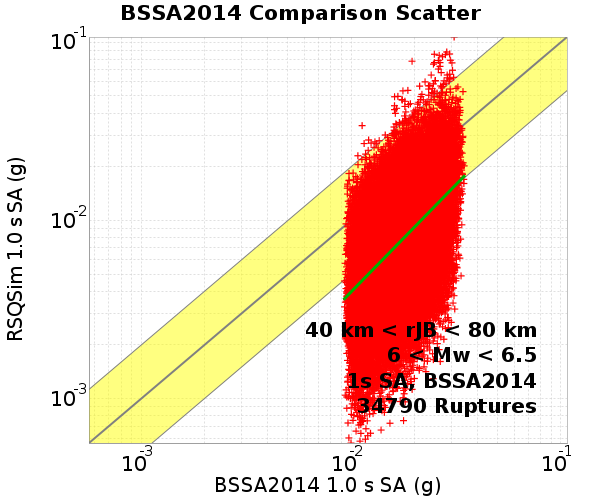 BSSA2014 Comparison Scatter
RSQSim 1.0 s SA (g)
10-1
10-2
10-3
40 km < rJB < 80 km
6 < Mw < 6.5
1s SA, BSSA2014
34790 Ruptures
10-3
10-2
10-1
BSSA2014 1.0 s SA (g)